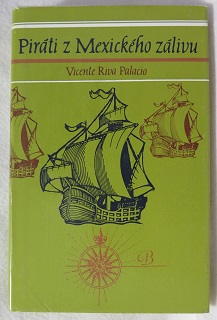 Piráti z Mexického zálivu
Vicente Riva Palacio
B